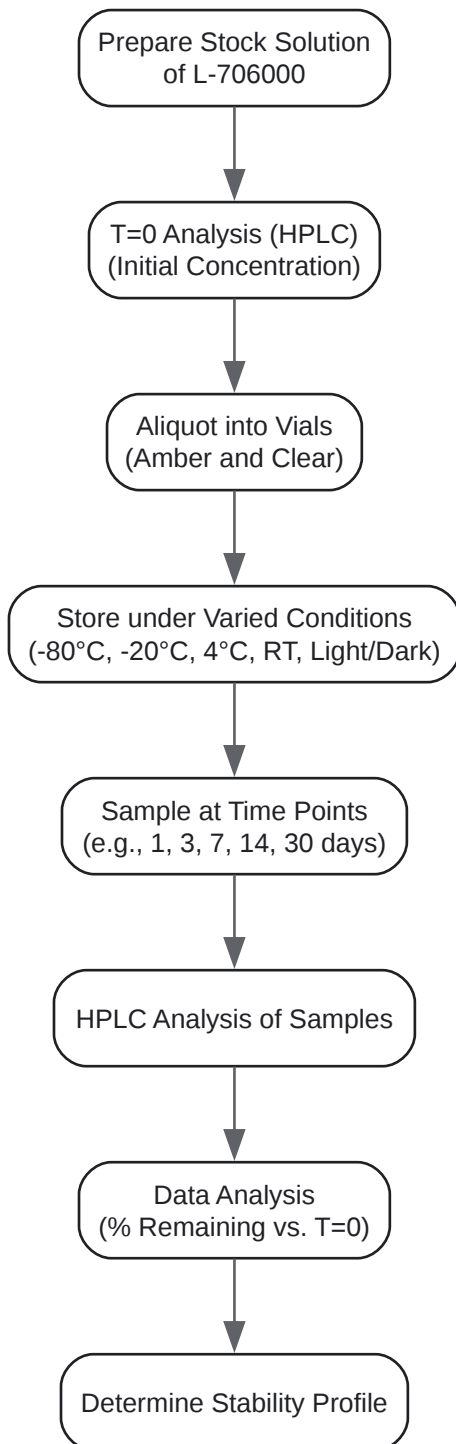 Prepare Stock Solution
of L-706000
T=0 Analysis (HPLC)
(Initial Concentration)
Aliquot into Vials
(Amber and Clear)
Store under Varied Conditions
(-80°C, -20°C, 4°C, RT, Light/Dark)
Sample at Time Points
(e.g., 1, 3, 7, 14, 30 days)
HPLC Analysis of Samples
Data Analysis
(% Remaining vs. T=0)
Determine Stability Profile